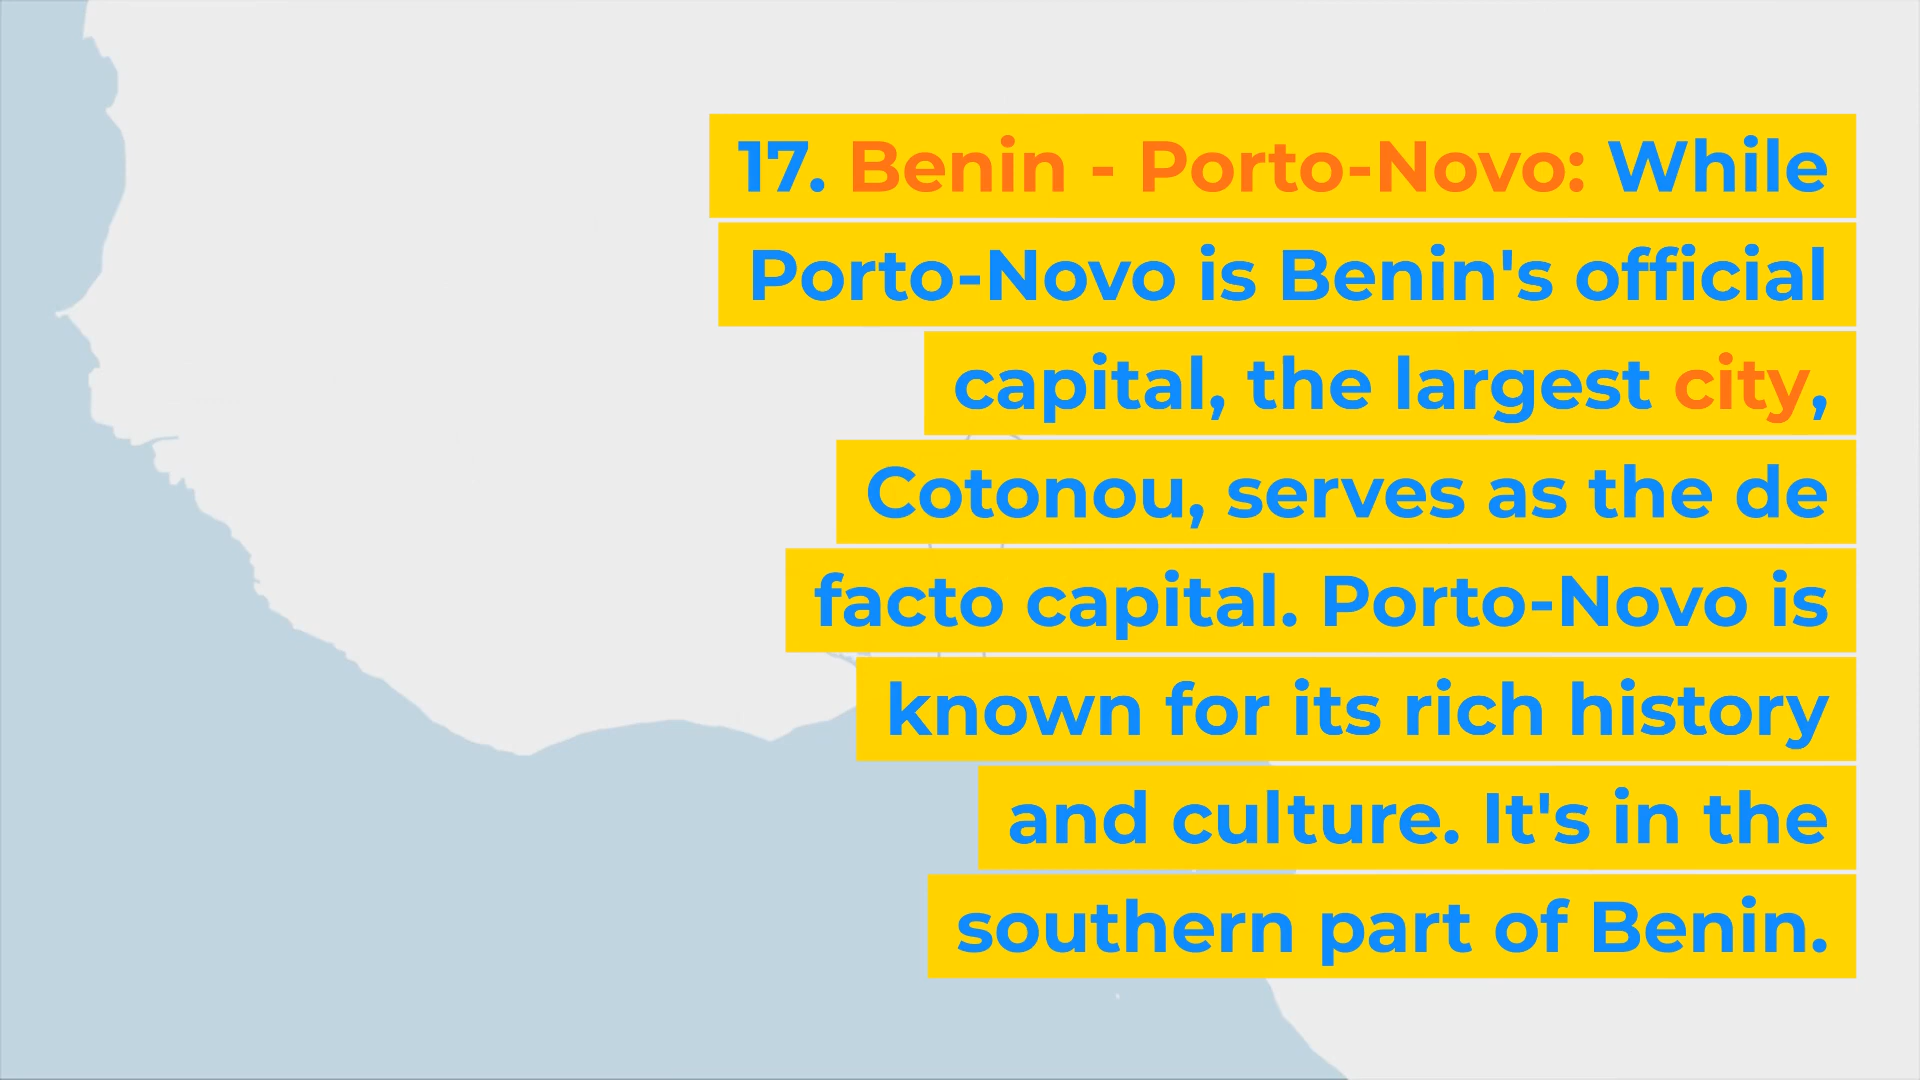 17. Benin - Porto-Novo: While
Porto-Novo is Benin's official
capital, the largest city,
Cotonou, serves as the de
facto capital. Porto-Novo is
known for its rich history
and culture. It's in the
southern part of Benin.